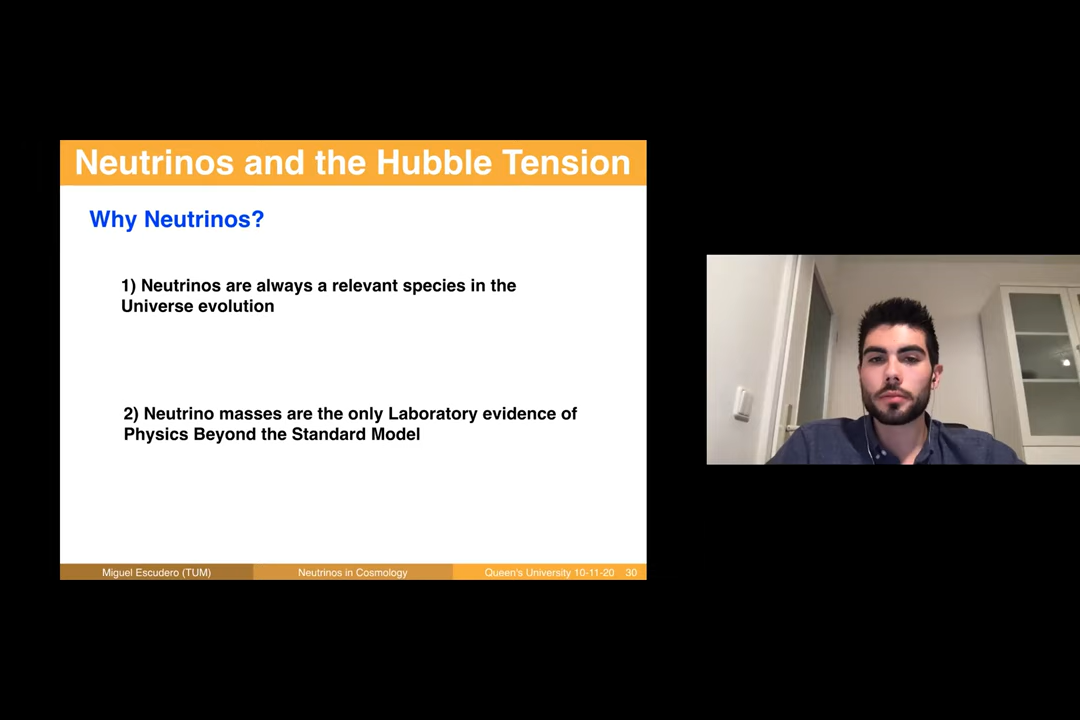 Neutrinos and the Hubble Tension
Why Neutrinos?
1) Neutrinos are always a relevant species in the
Universe evolution
2) Neutrino masses are the only Laboratory evidence of
Physics Beyond the Standard Model
Miguel Escudero (TUM)
Neutrinos in Cosmology
Queen's University 10-11-20 30